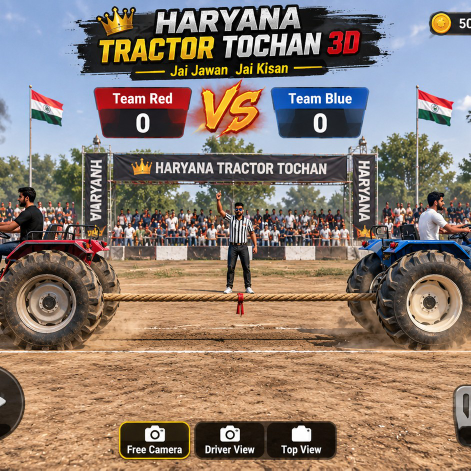 HARYANA
TRACTOR TOCHAN 3D
Jai Jawan Jai Kisan
50
Team Red
0
VS
Team Blue
0
HARYANA TRACTOR TOCHAN
HARYANA
HARYANA
Free Camera
Driver View
Top View